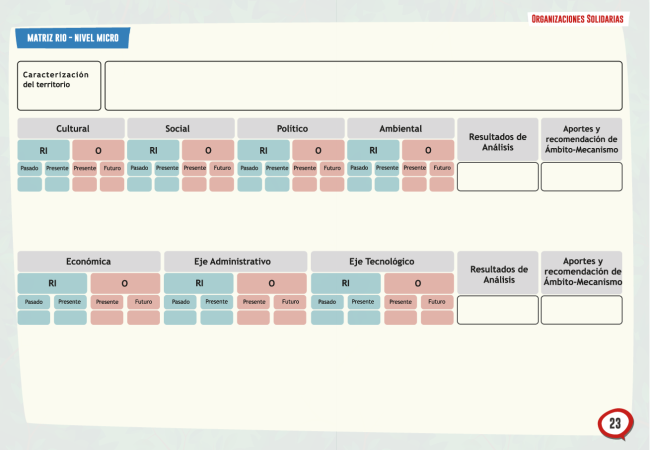 Organizaciones Solidarias
MATRIZ RIO - NIVEL MICRO
Caracterización
del territorio
Cultural Social Político Ambiental Resultados de Análisis Aportes y recomendación de Ámbito-Mecanismo
RI O RI O RI O RI O
Pasado Presente Presente Futuro Pasado Presente Presente Futuro Pasado Presente Presente Futuro Pasado Presente Presente Futuro
Económica Eje Administrativo Eje Tecnológico Resultados de Análisis Aportes y recomendación de Ámbito-Mecanismo
RI O RI O RI O
Pasado Presente Presente Futuro Pasado Presente Presente Futuro Pasado Presente Presente Futuro
23